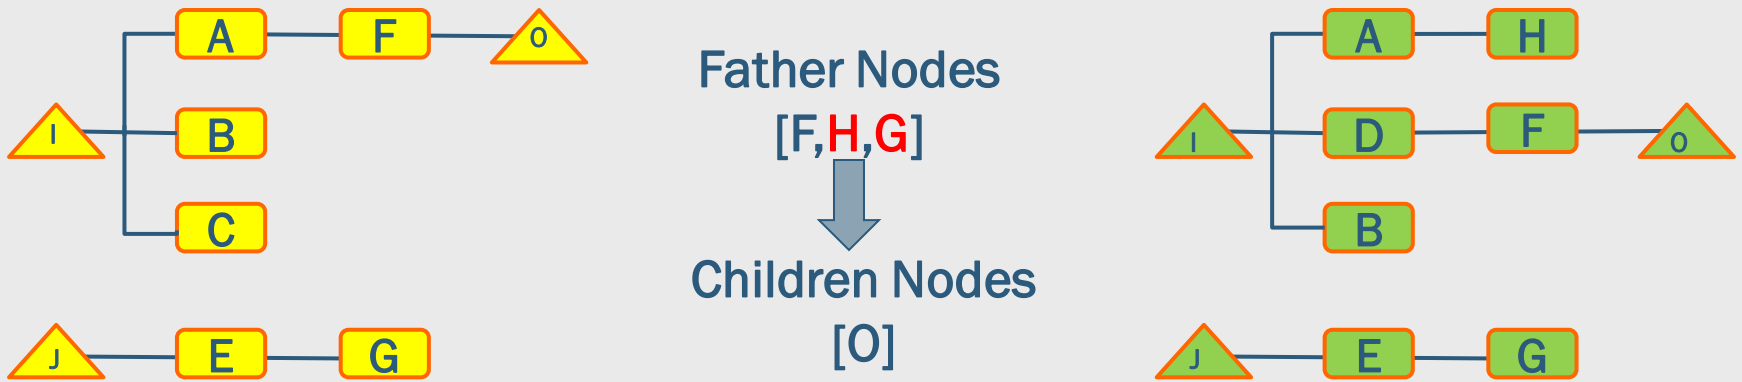 A F O
I B
C
J E G
Father Nodes
[F,H,G]
Children Nodes
[O]
A H
I D F O
B
J E G